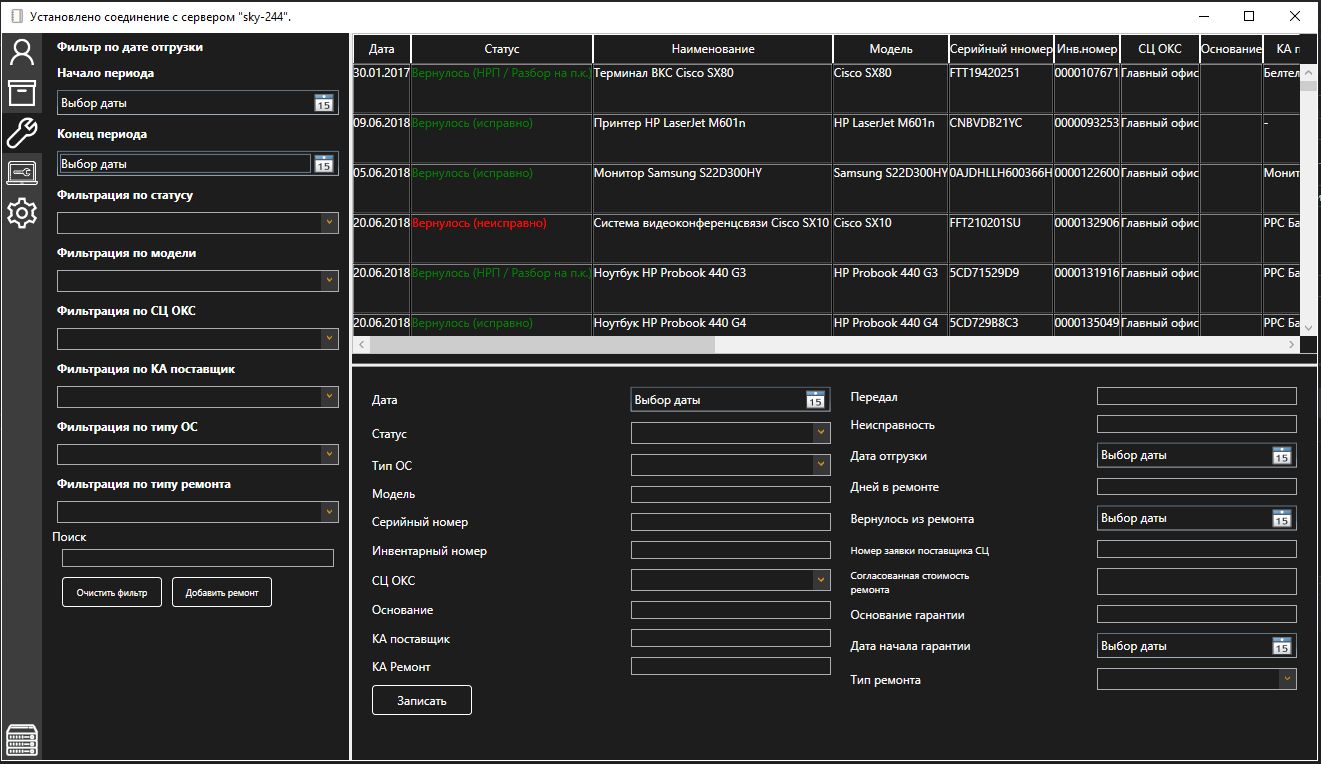 Установлено соединение с сервером "sky-244".
Фильтр по дате отгрузки
Начало периода
Выбор даты 15
Конец периода
Выбор даты 15
Фильтрация по статусу
Фильтрация по модели
Фильтрация по СЦ ОКС
Фильтрация по КА поставщик
Фильтрация по типу ОС
Фильтрация по типу ремонта
Поиск
Очистить фильтр Добавить ремонт
Дата Статус Наименование Модель Серийный нномер Инв.номер СЦ ОКС Основание КА п
30.01.2017 Вернулось (НРП / Разбор на п.к.) Терминал ВКС Cisco SX80 Cisco SX80 FTT19420251 0000107671 Главный офис Белтел
09.06.2018 Вернулось (исправно) Принтер HP LaserJet M601n HP LaserJet M601n CNBVDB21YC 0000093253 Главный офис -
05.06.2018 Вернулось (исправно) Монитор Samsung S22D300HY Samsung S22D300HY 0AJDHLLH600366H 0000122600 Главный офис Монит
20.06.2018 Вернулось (неисправно) Система видеоконференцсвязи Cisco SX10 Cisco SX10 FFT210201SU 0000132906 Главный офис РРС Ба
20.06.2018 Вернулось (НРП / Разбор на п.к.) Ноутбук HP Probook 440 G3 HP Probook 440 G3 5CD71529D9 0000131916 Главный офис РРС Ба
20.06.2018 Вернулось (исправно) Ноутбук HP Probook 440 G4 HP Probook 440 G4 5CD729B8C3 0000135049 Главный офис РРС Ба
Дата Выбор даты 15
Статус
Тип ОС
Модель
Серийный номер
Инвентарный номер
СЦ ОКС
Основание
КА поставщик
КА Ремонт
Записать
Передал
Неисправность
Дата отгрузки Выбор даты 15
Дней в ремонте
Вернулось из ремонта Выбор даты 15
Номер заявки поставщика СЦ
Согласованная стоимость
ремонта
Основание гарантии
Дата начала гарантии Выбор даты 15
Тип ремонта